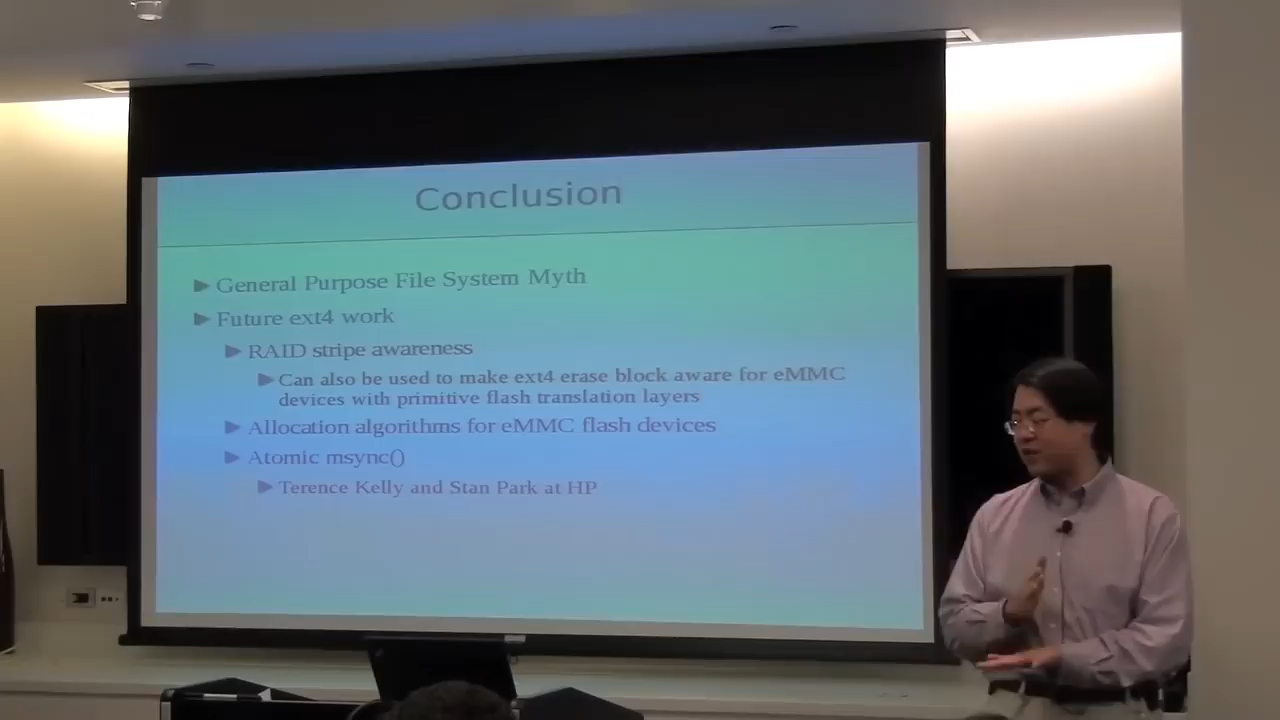 Conclusion
General Purpose File System Myth
Future ext4 work
RAID stripe awareness
Can also be used to make ext4 erase block aware for eMMC
devices with primitive flash translation layers
Allocation algorithms for eMMC flash devices
Atomic msync()
Terence Kelly and Stan Park at HP